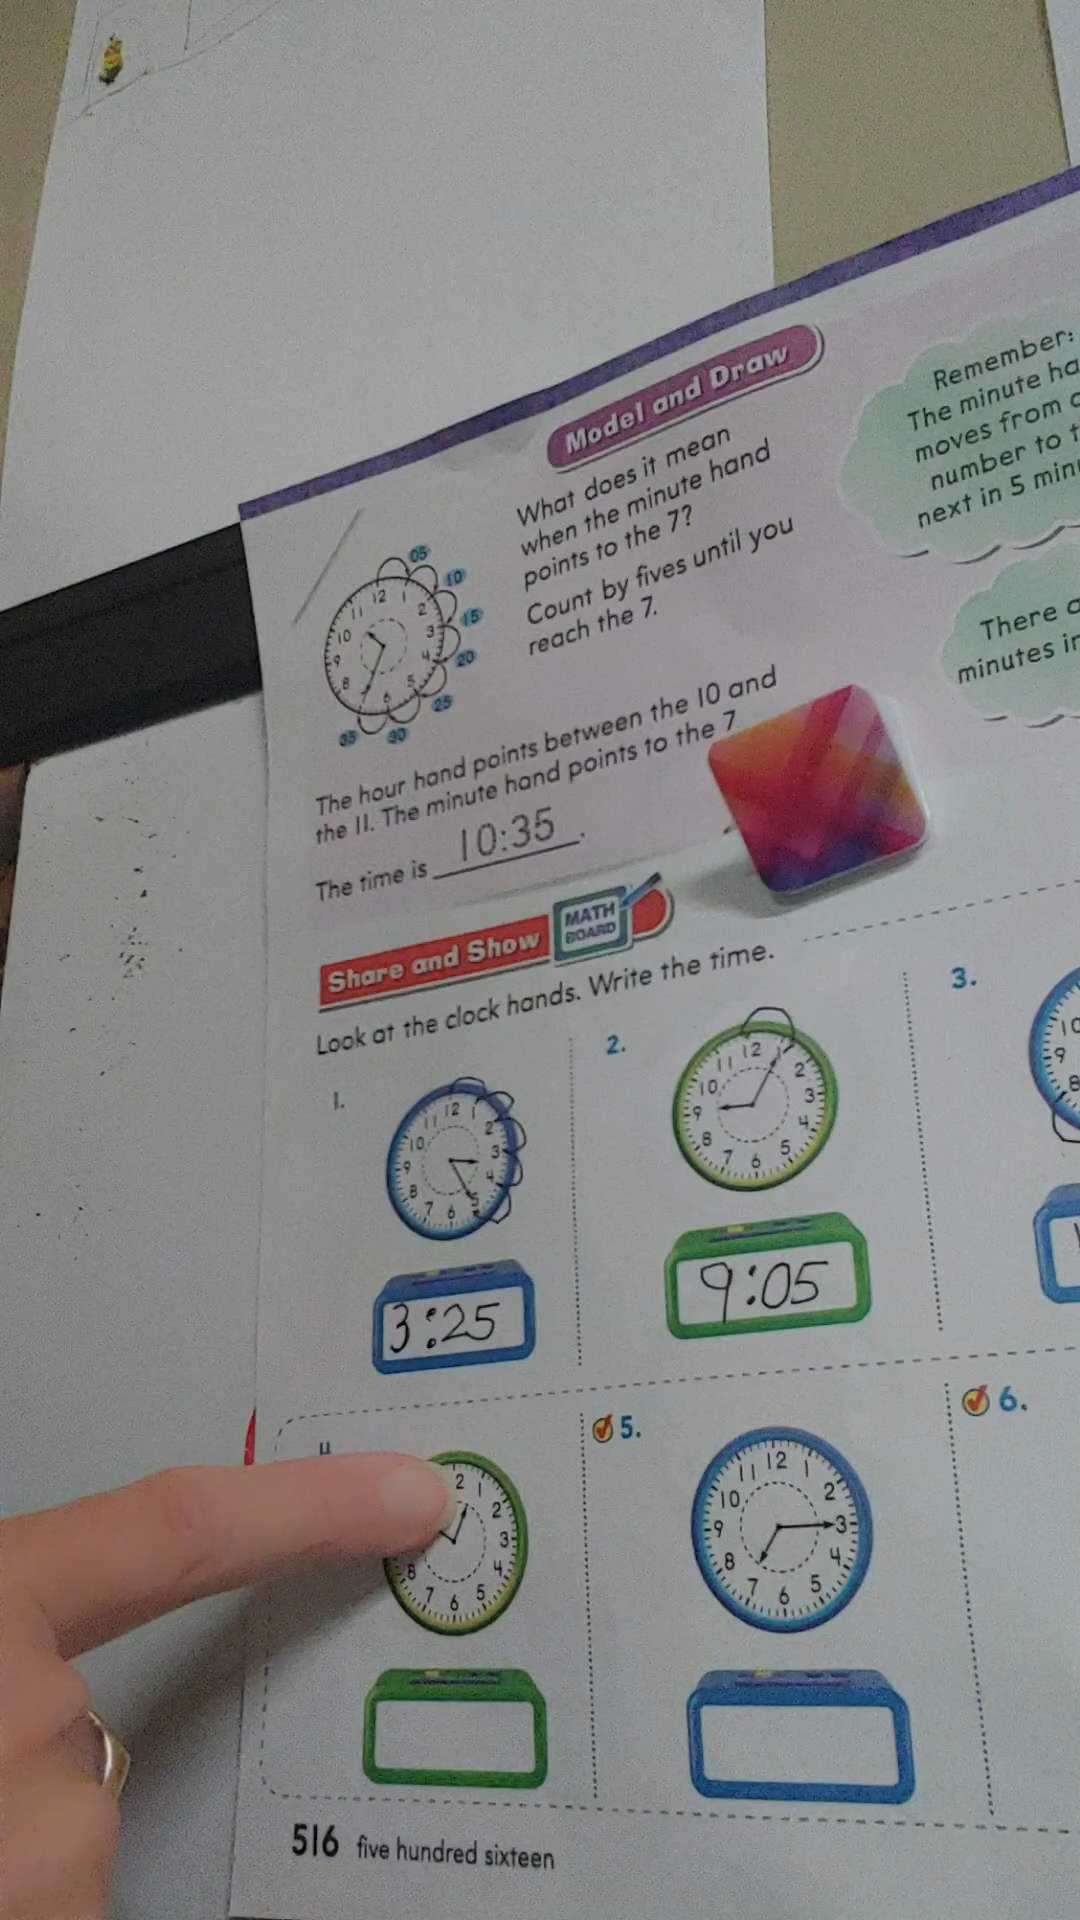 Model and Draw
What does it mean
when the minute hand
points to the 7?
Count by fives until you
reach the 7.
Remember:
The minute
moves from
number to
next in 5
There
minutes
05
10
15
20
25
30
35
12 1 2 3 4 5 6 8 9 10 11
The hour hand points between the 10 and
the 11. The minute hand points to the 7.
The time is 10:35.
Share and Show
MATH
BOARD
Look at the clock hands. Write the time.
1.
12 1 2 3 4 5 6 7 8 9 10 11
3:25
2.
12 1 2 3 4 5 6 7 8 9 10 11
9:05
3.
10
9
8
2 1 2 3 4 5 6 7 8
5.
12 1 2 3 4 5 6 7 8 9 10 11
6.
516 five hundred sixteen